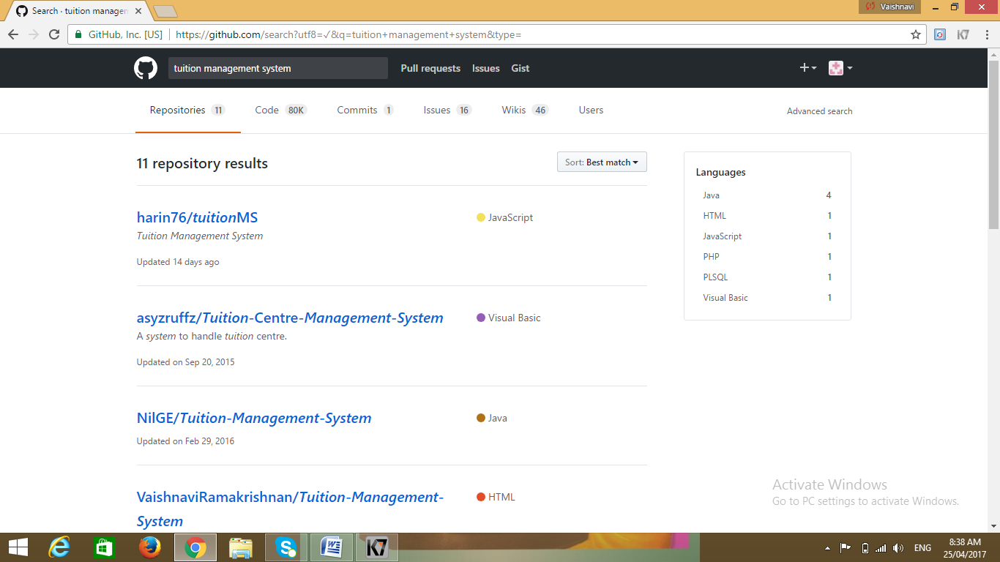 Search · tuition managen
Vaishnavi
GitHub, Inc. [US] https://github.com/search?utf8=✓&q=tuition+management+system&type=
K7
tuition management system Pull requests Issues Gist
Repositories 11 Code 80K Commits 1 Issues 16 Wikis 46 Users Advanced search
11 repository results
Sort: Best match
harin76/tuitionMS
JavaScript
Tuition Management System
Updated 14 days ago
asyzruffz/Tuition-Centre-Management-System
Visual Basic
A system to handle tuition centre.
Updated on Sep 20, 2015
NilGE/Tuition-Management-System
Java
Updated on Feb 29, 2016
VaishnaviRamakrishnan/Tuition-Management-
System
HTML
Languages
Java 4
HTML 1
JavaScript 1
PHP 1
PLSQL 1
Visual Basic 1
Activate Windows
Go to PC settings to activate Windows.
K7
ENG
8:38 AM
25/04/2017